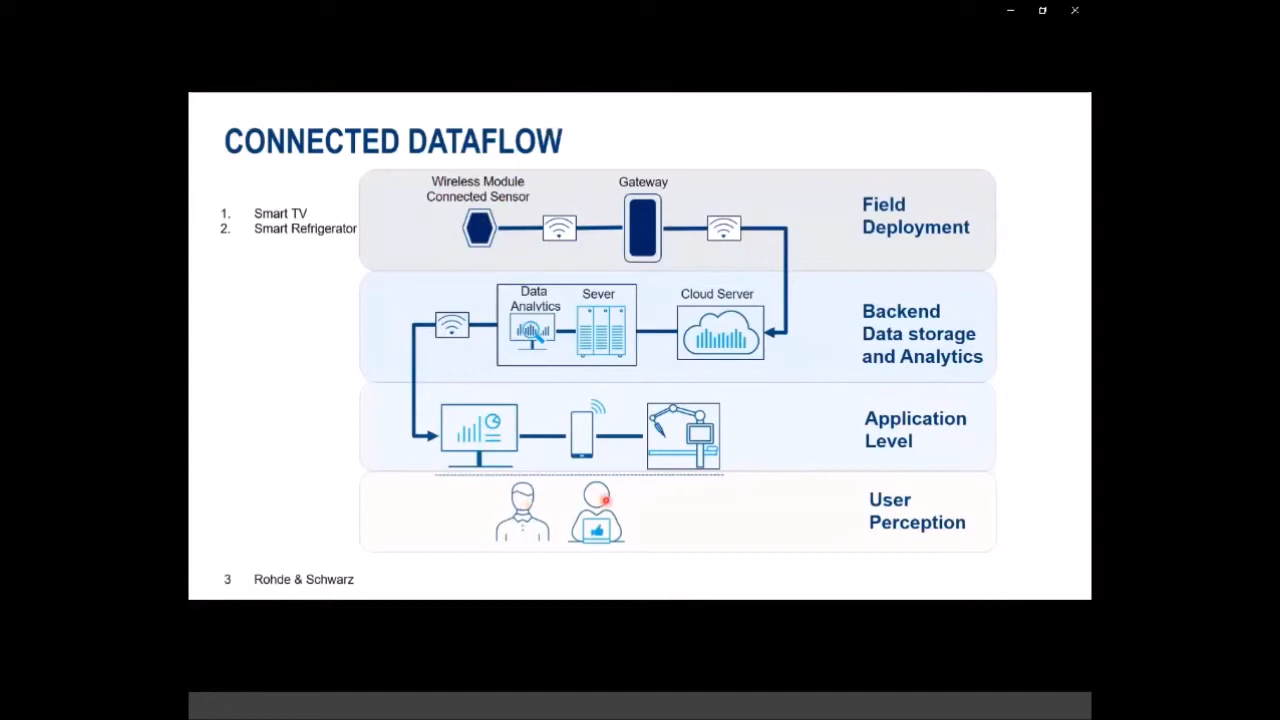 CONNECTED DATAFLOW
Wireless Module
Connected Sensor
Gateway
Field
Deployment
1. Smart TV
2. Smart Refrigerator
Data
Analytics
Sever
Cloud Server
Backend
Data storage
and Analytics
Application
Level
User
Perception
3 Rohde & Schwarz